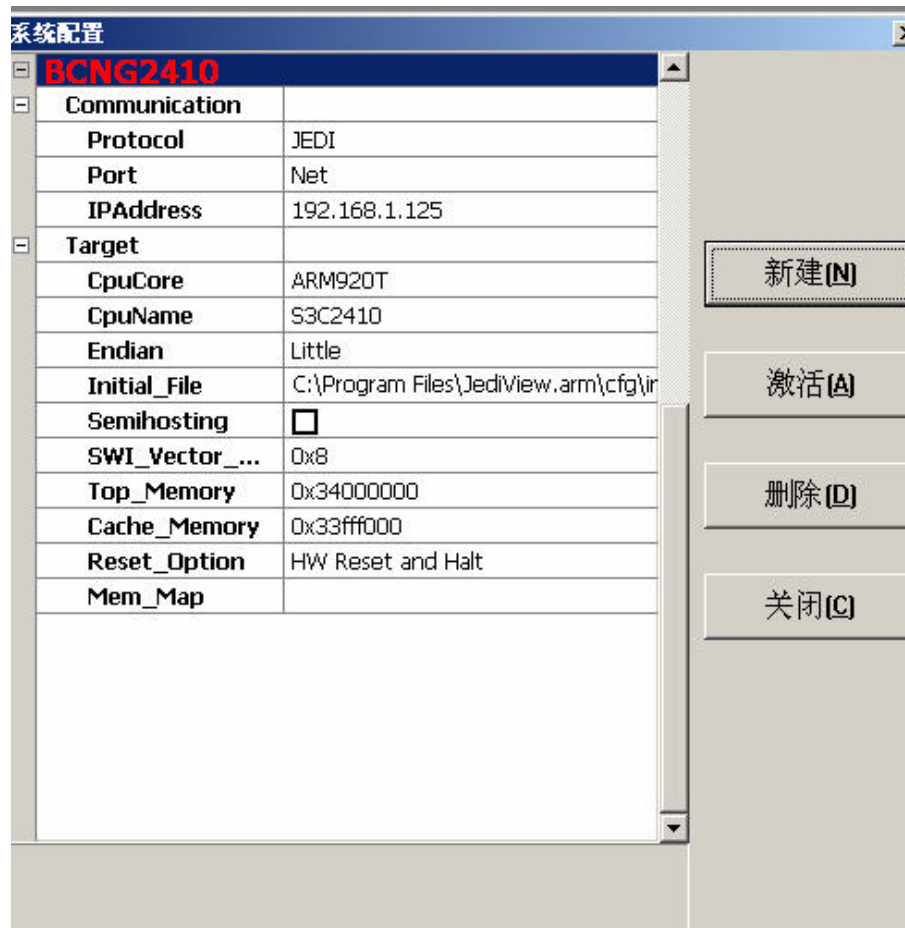 系统配置
BCNG2410
Communication
Protocol JEDI
Port Net
IPAddress 192.168.1.125
Target
CpuCore ARM920T
CpuName S3C2410
Endian Little
Initial_File C:\Program Files\JediView.arm\cfg\ir
Semihosting
SWI_Vector_... 0x8
Top_Memory 0x34000000
Cache_Memory 0x33fff000
Reset_Option HW Reset and Halt
Mem_Map
新建(N)
激活(A)
删除(D)
关闭(C)